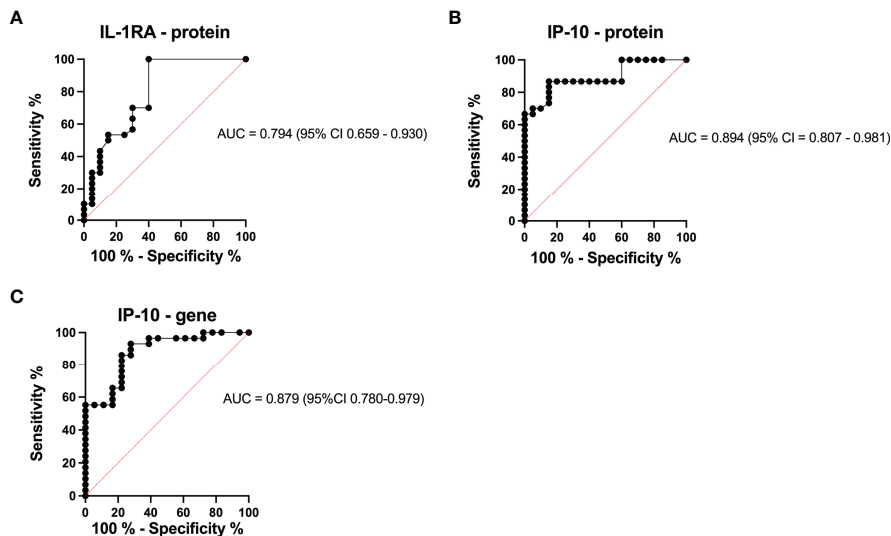 A
IL-1RA - protein
100
80
60
40
20
0
0 20 40 60 80 100
Sensitivity %
100 % - Specificity %
AUC = 0.794 (95% CI 0.659 - 0.930)
B
IP-10 - protein
100
80
60
40
20
0
0 20 40 60 80 100
Sensitivity %
100 % - Specificity %
AUC = 0.894 (95% CI = 0.807 - 0.981)
C
IP-10 - gene
100
80
60
40
20
0
0 20 40 60 80 100
Sensitivity %
100 % - Specificity %
AUC = 0.879 (95%CI 0.780-0.979)